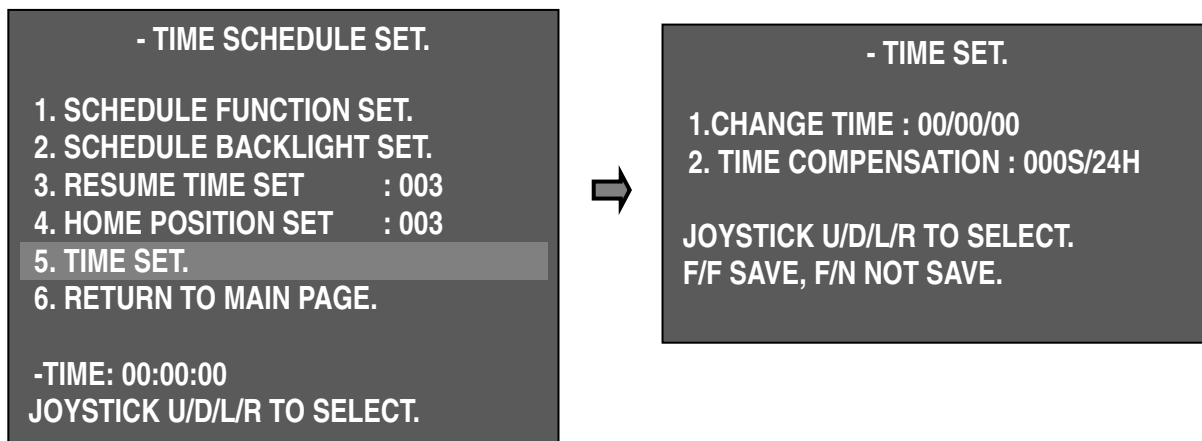 - TIME SCHEDULE SET.
1. SCHEDULE FUNCTION SET.
2. SCHEDULE BACKLIGHT SET.
3. RESUME TIME SET : 003
4. HOME POSITION SET : 003
5. TIME SET.
6. RETURN TO MAIN PAGE.
-TIME: 00:00:00
JOYSTICK U/D/L/R TO SELECT.
- TIME SET.
1.CHANGE TIME : 00/00/00
2. TIME COMPENSATION : 000S/24H
JOYSTICK U/D/L/R TO SELECT.
F/F SAVE, F/N NOT SAVE.